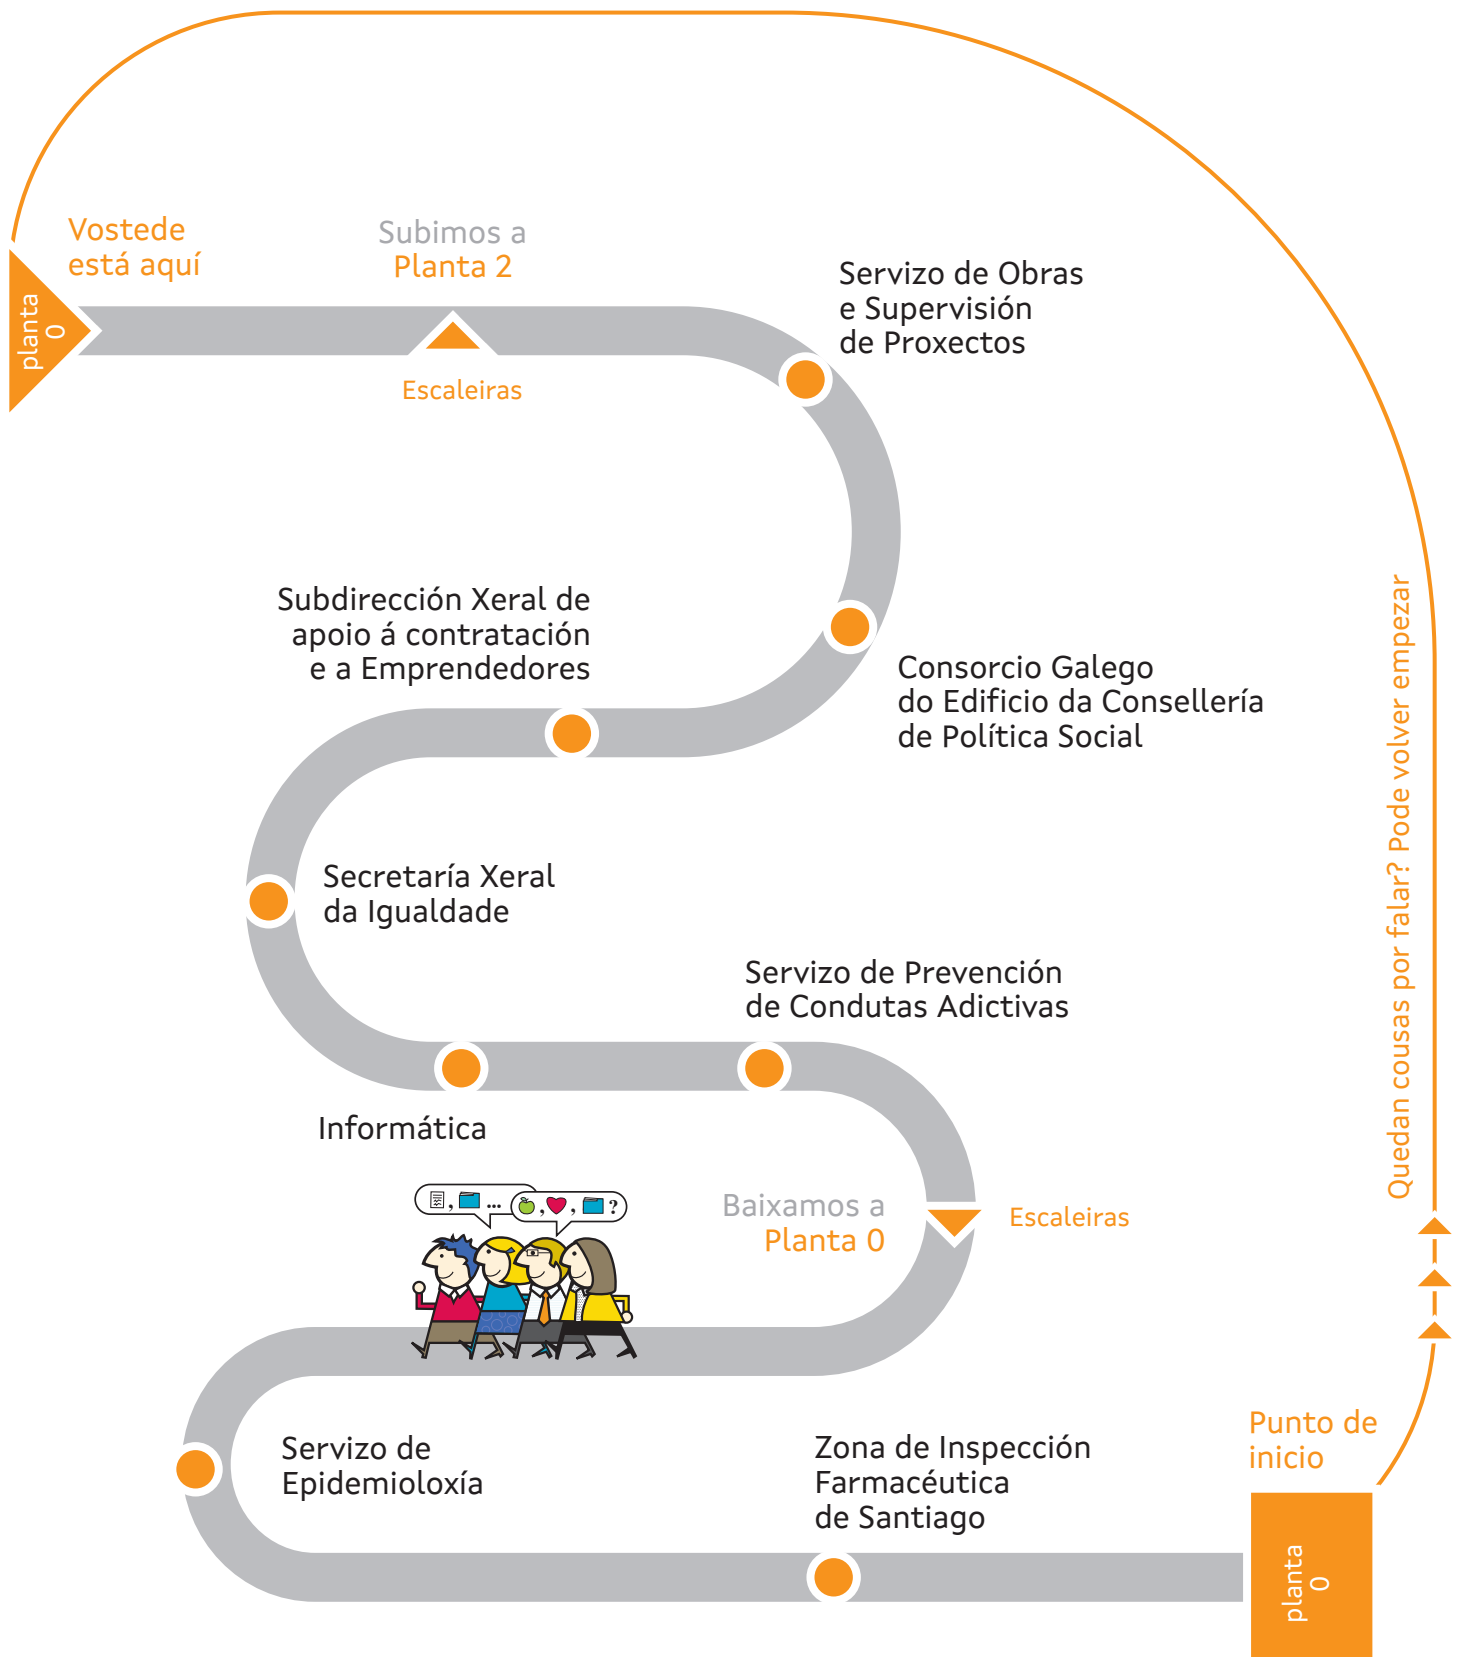 Vostede
está aquí
planta
0
Subimos a
Planta 2
Escaleiras
Servizo de Obras
e Supervisión
de Proxectos
Consorcio Galego
do Edificio da Consellería
de Política Social
Subdirección Xeral de
apoio á contratación
e a Emprendedores
Secretaría Xeral
da Igualdade
Informática
Servizo de Prevención
de Condutas Adictivas
Baixamos a
Planta 0
Escaleiras
, ...
, , ?
Servizo de
Epidemioloxía
Zona de Inspección
Farmacéutica
de Santiago
Punto de
inicio
planta
0
Quedan cousas por falar? Pode volver empezar